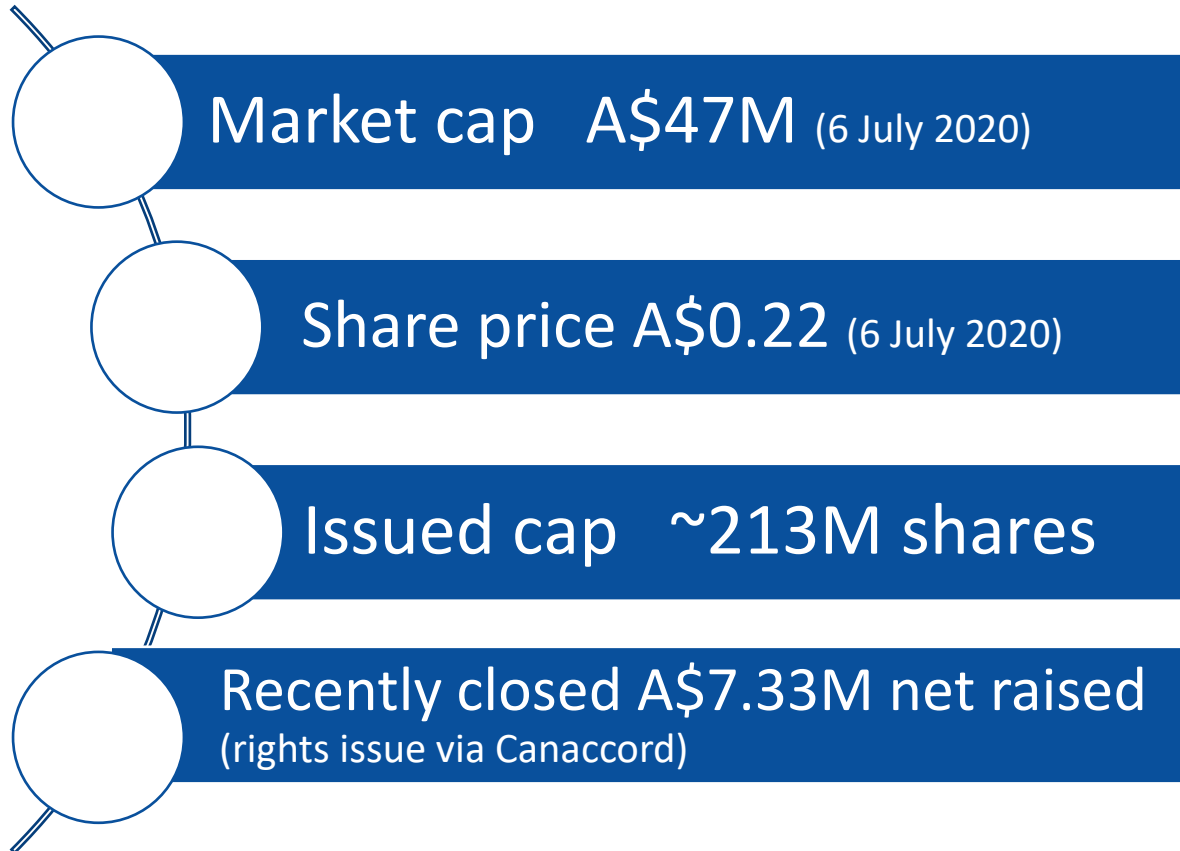 Market cap A$47M (6 July 2020)
Share price A$0.22 (6 July 2020)
Issued cap ~213M shares
Recently closed A$7.33M net raised
(rights issue via Canaccord)